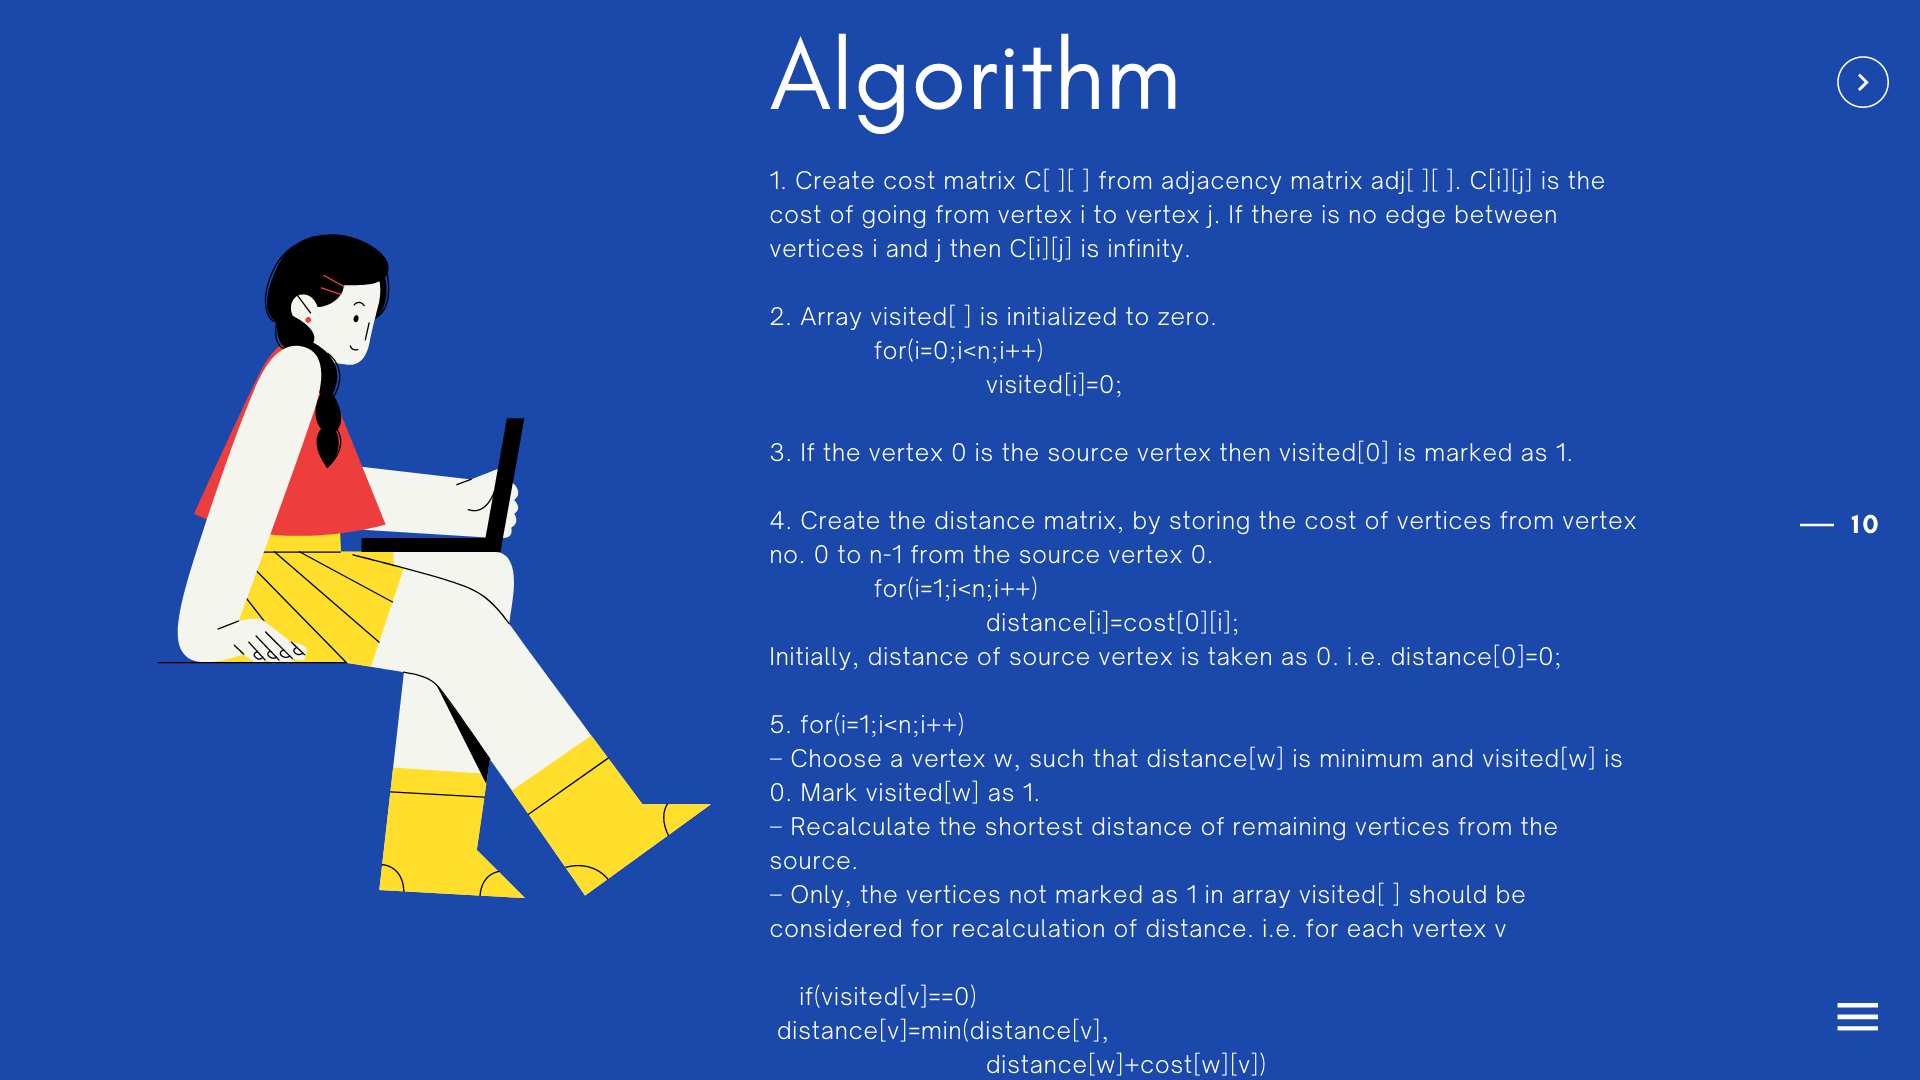 Algorithm
1. Create cost matrix C[ ][ ] from adjacency matrix adj[ ][ ]. C[i][j] is the
cost of going from vertex i to vertex j. If there is no edge between
vertices i and j then C[i][j] is infinity.
2. Array visited[ ] is initialized to zero.
for(i=0;i<n;i++)
visited[i]=0;
3. If the vertex 0 is the source vertex then visited[0] is marked as 1.
4. Create the distance matrix, by storing the cost of vertices from vertex
no. 0 to n-1 from the source vertex 0.
for(i=1;i<n;i++)
distance[i]=cost[0][i];
Initially, distance of source vertex is taken as 0. i.e. distance[0]=0;
5. for(i=1;i<n;i++)
– Choose a vertex w, such that distance[w] is minimum and visited[w] is
0. Mark visited[w] as 1.
– Recalculate the shortest distance of remaining vertices from the
source.
– Only, the vertices not marked as 1 in array visited[ ] should be
considered for recalculation of distance. i.e. for each vertex v
if(visited[v]==0)
distance[v]=min(distance[v],
distance[w]+cost[w][v])
— 10